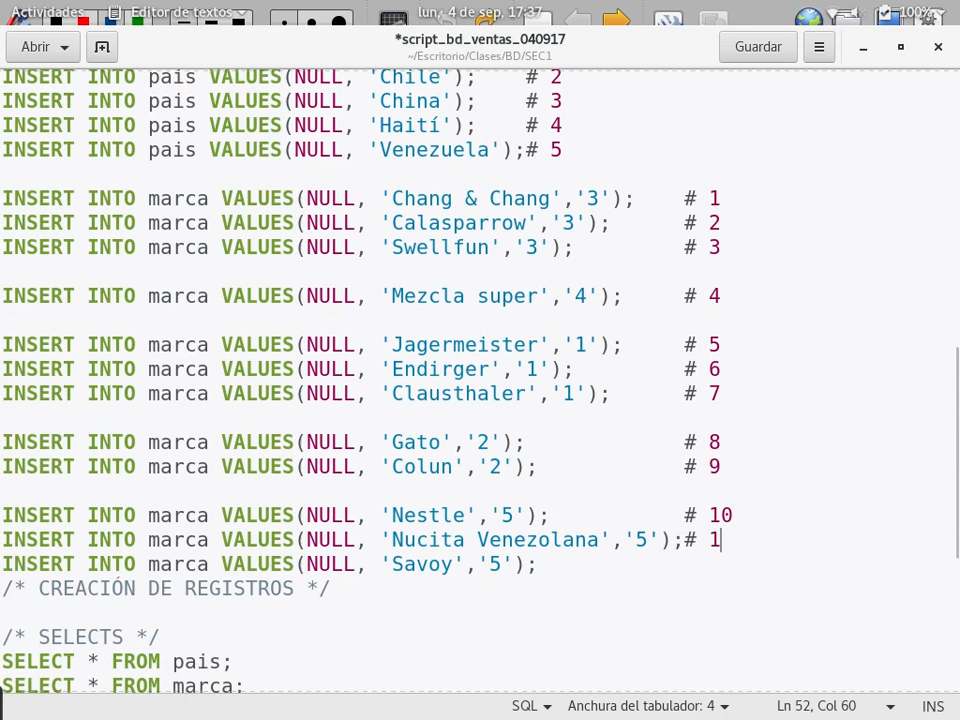 Actividades Editor de textos lun, 4 de sep, 17:37 100%
Abrir *script_bd_ventas_040917 Guardar
~/Escritorio/Clases/BD/SEC1
INSERT INTO pais VALUES(NULL, 'Chile'); # 2
INSERT INTO pais VALUES(NULL, 'China'); # 3
INSERT INTO pais VALUES(NULL, 'Haití'); # 4
INSERT INTO pais VALUES(NULL, 'Venezuela');# 5
INSERT INTO marca VALUES(NULL, 'Chang & Chang','3'); # 1
INSERT INTO marca VALUES(NULL, 'Calasparrow','3'); # 2
INSERT INTO marca VALUES(NULL, 'Swellfun','3'); # 3
INSERT INTO marca VALUES(NULL, 'Mezcla super','4'); # 4
INSERT INTO marca VALUES(NULL, 'Jagermeister','1'); # 5
INSERT INTO marca VALUES(NULL, 'Endirger','1'); # 6
INSERT INTO marca VALUES(NULL, 'Clausthaler','1'); # 7
INSERT INTO marca VALUES(NULL, 'Gato','2'); # 8
INSERT INTO marca VALUES(NULL, 'Colun','2'); # 9
INSERT INTO marca VALUES(NULL, 'Nestle','5'); # 10
INSERT INTO marca VALUES(NULL, 'Nucita Venezolana','5');# 1
INSERT INTO marca VALUES(NULL, 'Savoy','5');
/* CREACIÓN DE REGISTROS */
/* SELECTS */
SELECT * FROM pais;
SELECT * FROM marca;
SQL Anchura del tabulador: 4 Ln 52, Col 60 INS